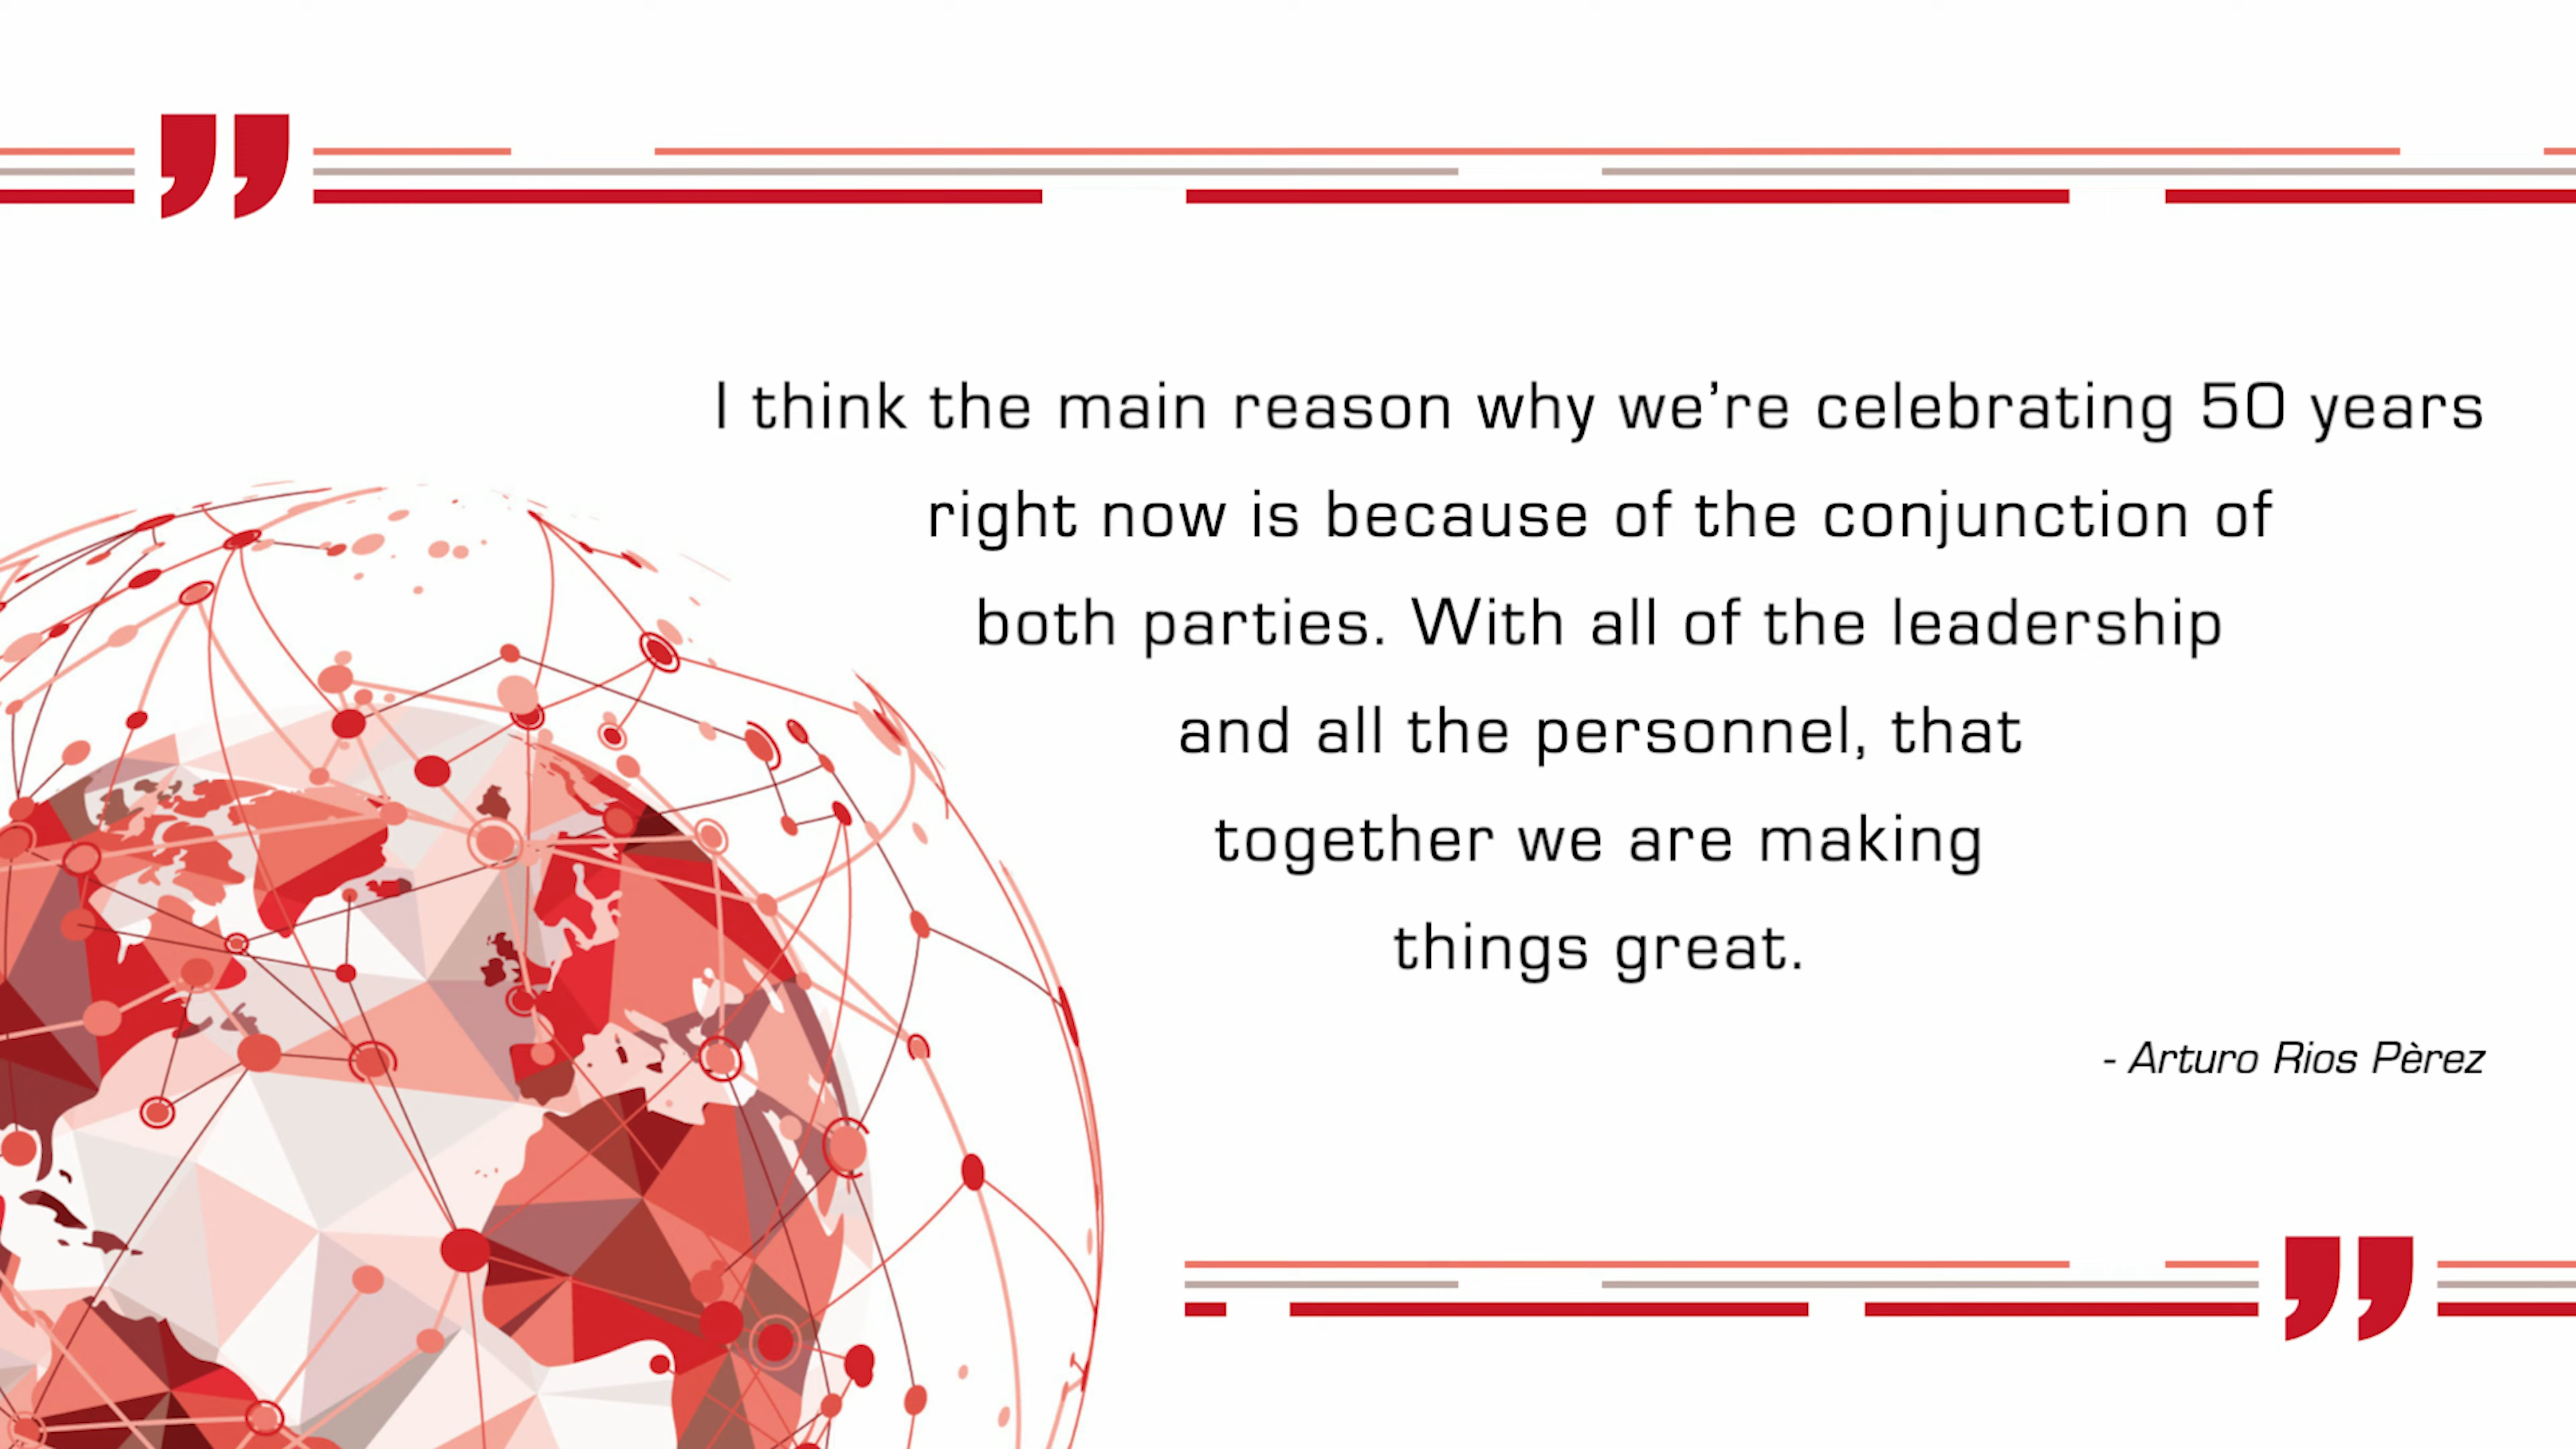 I think the main reason why we’re celebrating 50 years
right now is because of the conjunction of
both parties. With all of the leadership
and all the personnel, that
together we are making
things great.
- Arturo Rios Pèrez